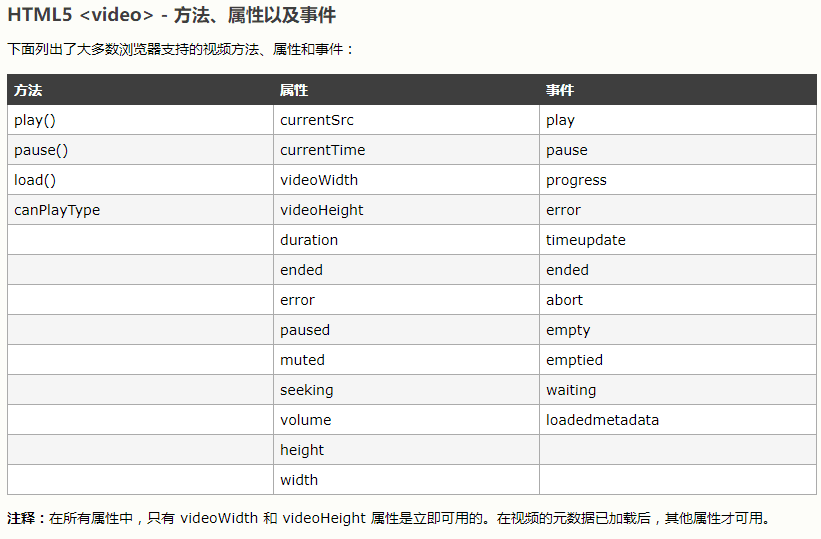 HTML5 <video> - 方法、属性以及事件
下面列出了大多数浏览器支持的视频方法、属性和事件：
方法 属性 事件
play() currentSrc play
pause() currentTime pause
load() videoWidth progress
canPlayType videoHeight error
duration timeupdate
ended ended
error abort
paused empty
muted emptied
seeking waiting
volume loadedmetadata
height
width
注释：在所有属性中，只有 videoWidth 和 videoHeight 属性是立即可用的。在视频的元数据已加载后，其他属性才可用。